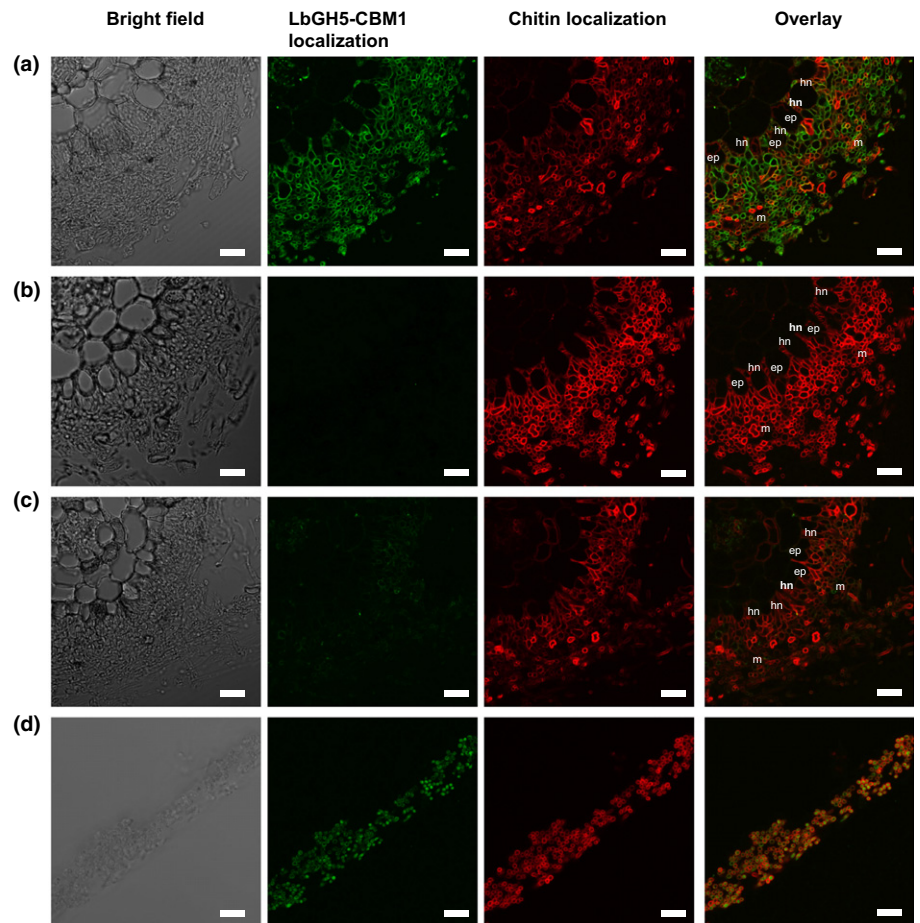 Bright field
LbGH5-CBM1
localization
Chitin localization
Overlay
(a)
hn
hn
ep
hn
ep
hn
ep
m
m
(b)
hn
hn
ep
hn
m
hn
ep
ep
m
(c)
hn
ep
ep
hn
m
hn
hn
m
(d)